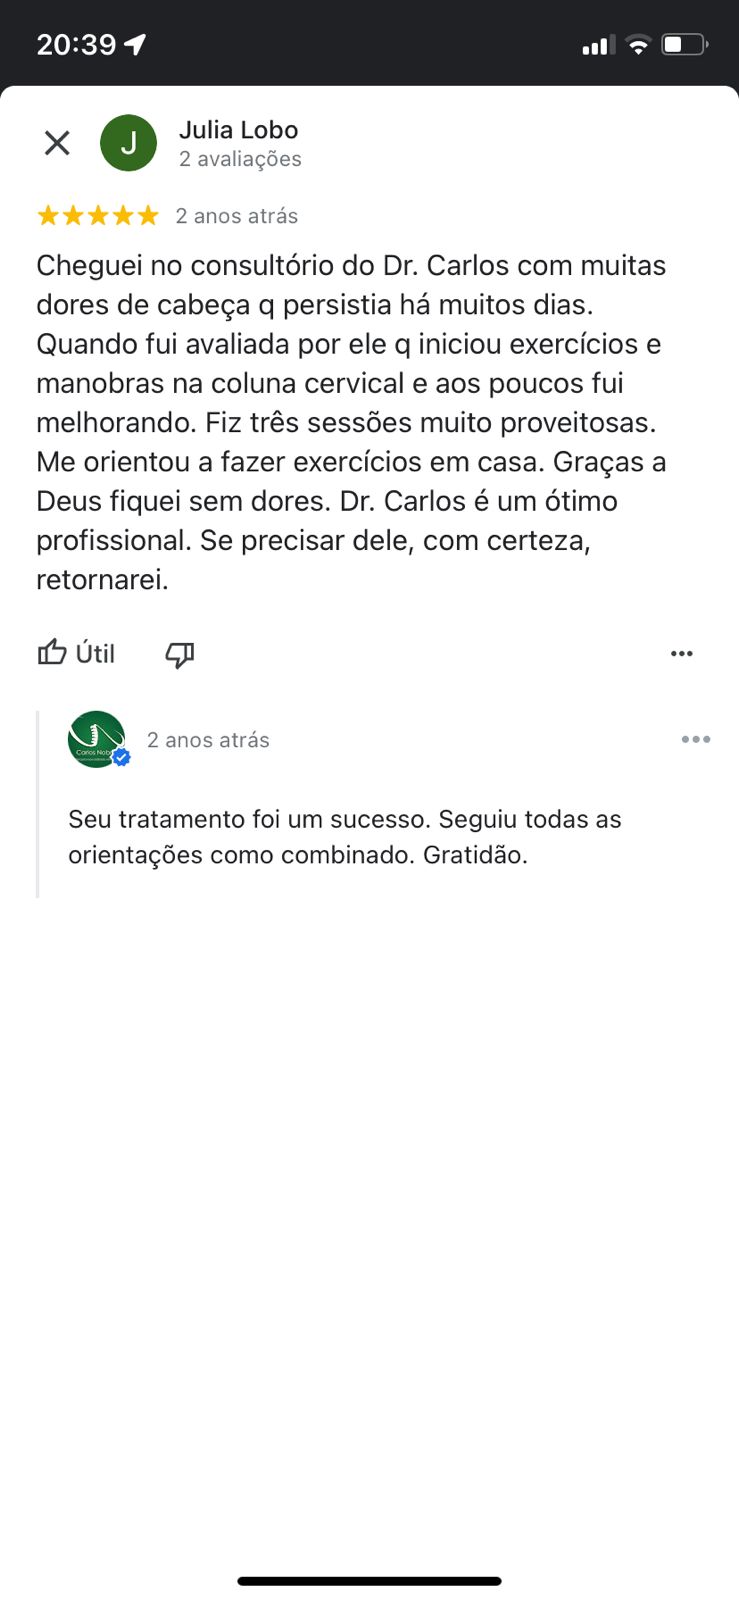 20:39
J
Julia Lobo
2 avaliações
2 anos atrás
Cheguei no consultório do Dr. Carlos com muitas
dores de cabeça q persistia há muitos dias.
Quando fui avaliada por ele q iniciou exercícios e
manobras na coluna cervical e aos poucos fui
melhorando. Fiz três sessões muito proveitosas.
Me orientou a fazer exercícios em casa. Graças a
Deus fiquei sem dores. Dr. Carlos é um ótimo
profissional. Se precisar dele, com certeza,
retornarei.
Útil
Carlos
2 anos atrás
Seu tratamento foi um sucesso. Seguiu todas as
orientações como combinado. Gratidão.